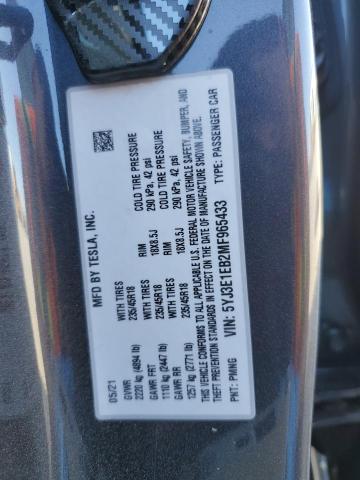 MFD BY TESLA, INC.
05/21
GVWR WITH TIRES RIM COLD TIRE PRESSURE
2220 kg (4894 lb) 235/45R18 18X8.5J 290 kPa, 42 psi
GAWR FRT WITH TIRES RIM COLD TIRE PRESSURE
1110 kg (2447 lb) 235/45R18 18X8.5J 290 kPa, 42 psi
GAWR RR WITH TIRES RIM COLD TIRE PRESSURE
1257 kg (2771 lb) 235/45R18 18X8.5J 290 kPa, 42 psi
THIS VEHICLE CONFORMS TO ALL APPLICABLE FEDERAL MOTOR VEHICLE SAFETY, BUMPER, AND
THEFT PREVENTION STANDARDS IN EFFECT ON THE DATE OF MANUFACTURE SHOWN ABOVE.
VIN: 5YJ3E1EB2MF965433
PNT: PMNG TYPE: PASSENGER CAR